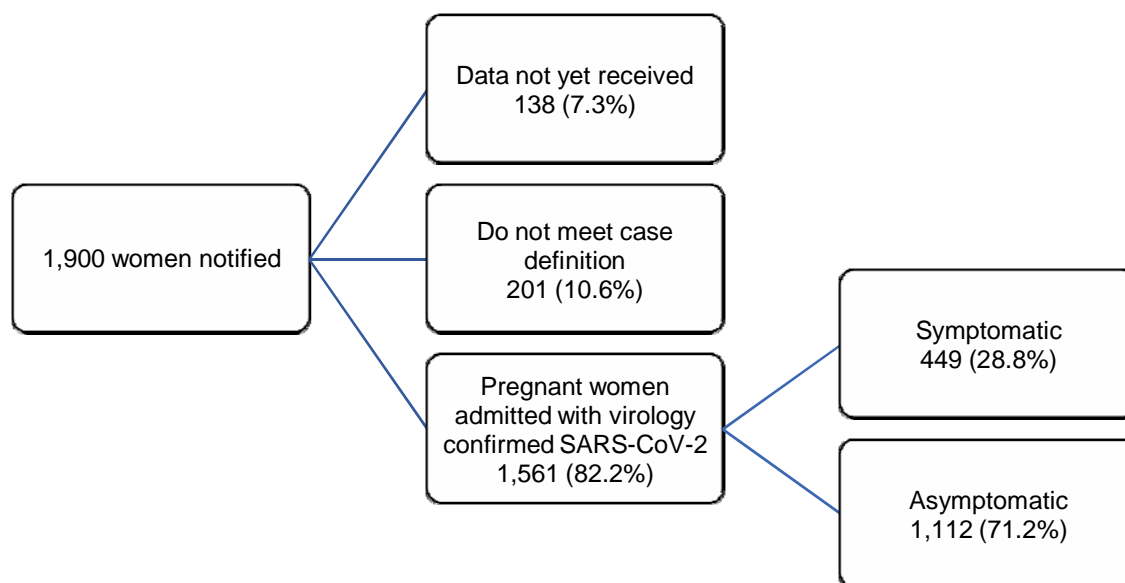 1,900 women notified
Data not yet received
138 (7.3%)
Do not meet case
definition
201 (10.6%)
Pregnant women
admitted with virology
confirmed SARS-CoV-2
1,561 (82.2%)
Symptomatic
449 (28.8%)
Asymptomatic
1,112 (71.2%)